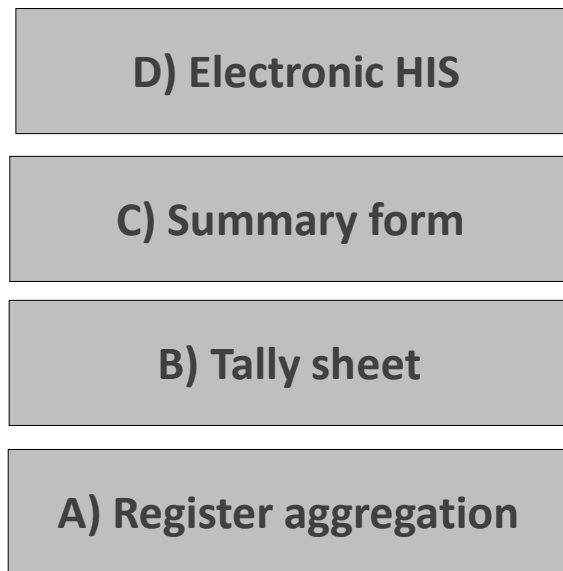 D) Electronic HIS
C) Summary form
B) Tally sheet
A) Register aggregation